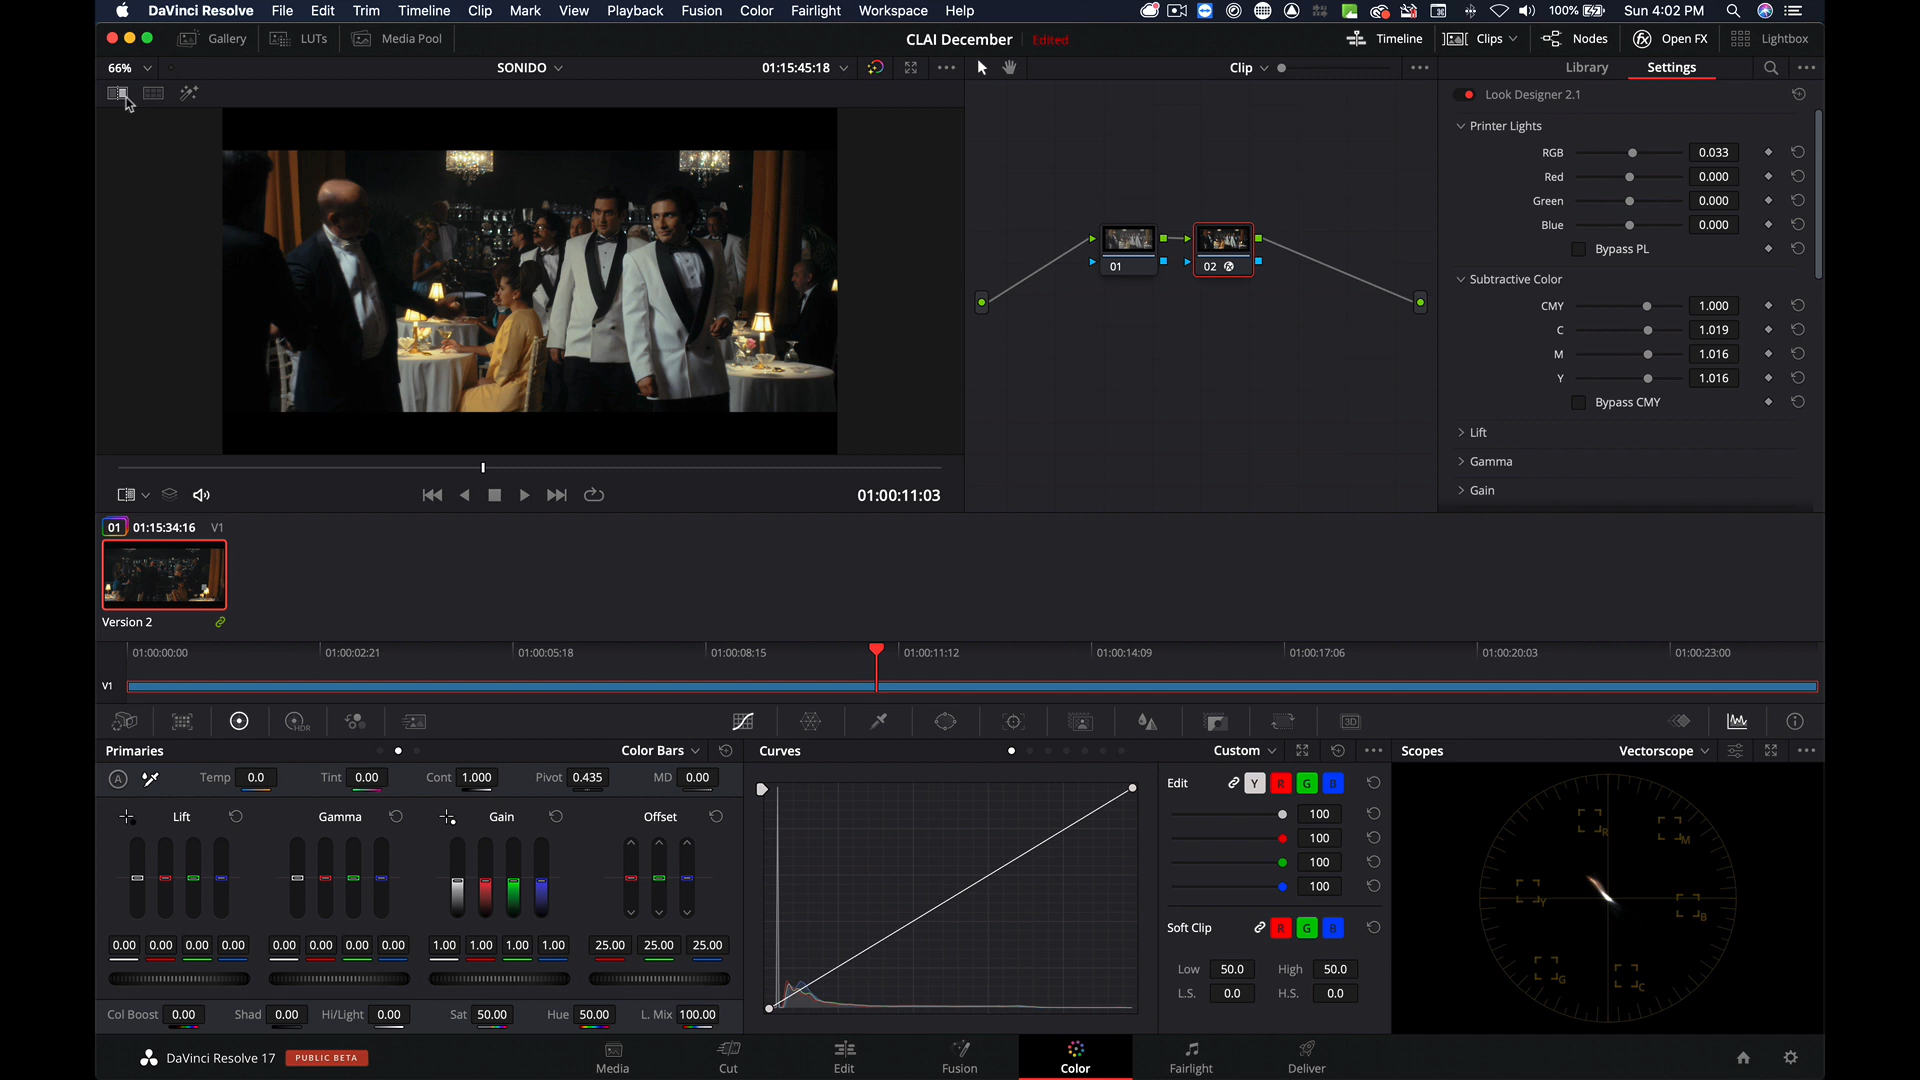 DaVinci Resolve File Edit Trim Timeline Clip Mark View Playback Fusion Color Fairlight Workspace Help 100% Sun 4:02 PM
Gallery LUTs Media Pool CLAI December Edited Timeline Clips Nodes Open FX Lightbox
66% SONIDO 01:15:45:18 Clip Library Settings
Look Designer 2.1
Printer Lights
RGB 0.033
Red 0.000
Green 0.000
Blue 0.000
Bypass PL
01 02
Subtractive Color
CMY 1.000
C 1.019
M 1.016
Y 1.016
Bypass CMY
Lift
Gamma
Gain
01:00:11:03
01 01:15:34:16 V1
Version 2
01:00:00:00 01:00:02:21 01:00:05:18 01:00:08:15 01:00:11:12 01:00:14:09 01:00:17:06 01:00:20:03 01:00:23:00
V1
HDR 3D
Primaries Color Bars Curves Custom Scopes Vectorscope
A Temp 0.0 Tint 0.00 Cont 1.000 Pivot 0.435 MD 0.00
Edit Y R G B
Lift Gamma Gain Offset
100
100
100
100
Soft Clip R G B
0.00 0.00 0.00 0.00 0.00 0.00 0.00 0.00 1.00 1.00 1.00 1.00 25.00 25.00 25.00
Low 50.0 High 50.0
L.S. 0.0 H.S. 0.0
Col Boost 0.00 Shad 0.00 Hi/Light 0.00 Sat 50.00 Hue 50.00 L. Mix 100.00
R M
Y B
G C
DaVinci Resolve 17 PUBLIC BETA Media Cut Edit Fusion Color Fairlight Deliver